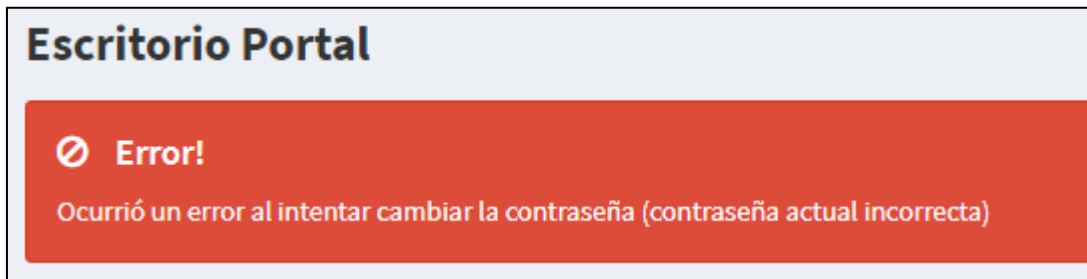 Escritorio Portal
Error!
Ocurrió un error al intentar cambiar la contraseña (contraseña actual incorrecta)